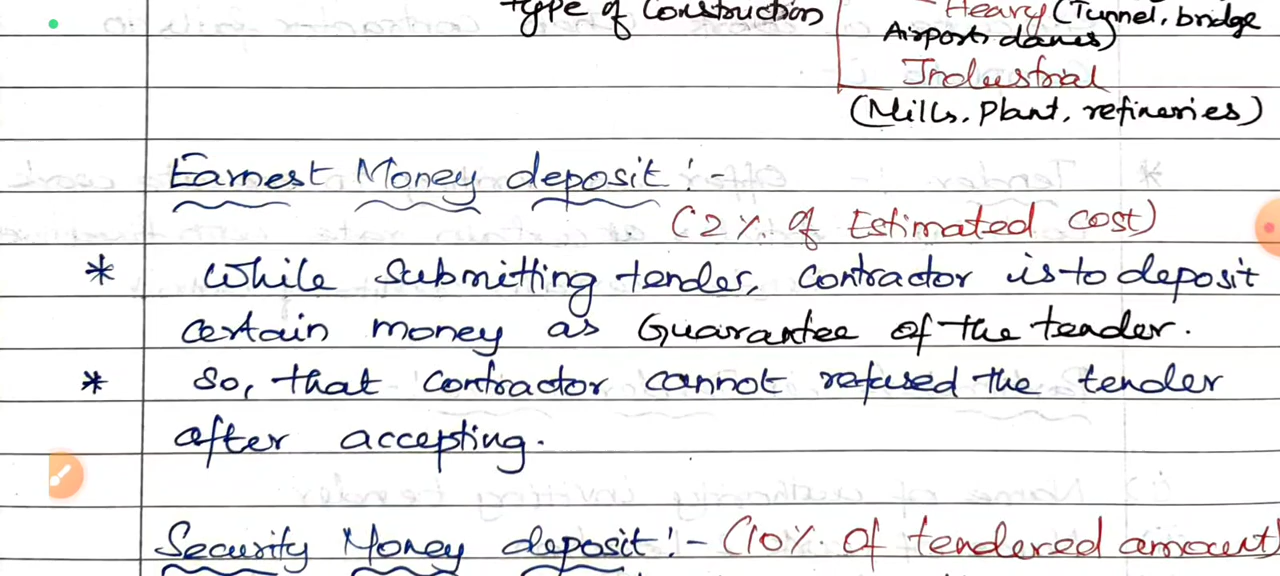 type of Construction
Heavy (Tunnel, bridge
Airports, dams)
Industrial
(Mills, Plant, refineries)
Earnest Money deposit :-
(2% of Estimated cost)
* While submitting tender, contractor is to deposit
certain money as Guarantee of the tender.
* So, that contractor cannot refused the tender
after accepting.
Security Money deposit :- (10% of tendered amount)